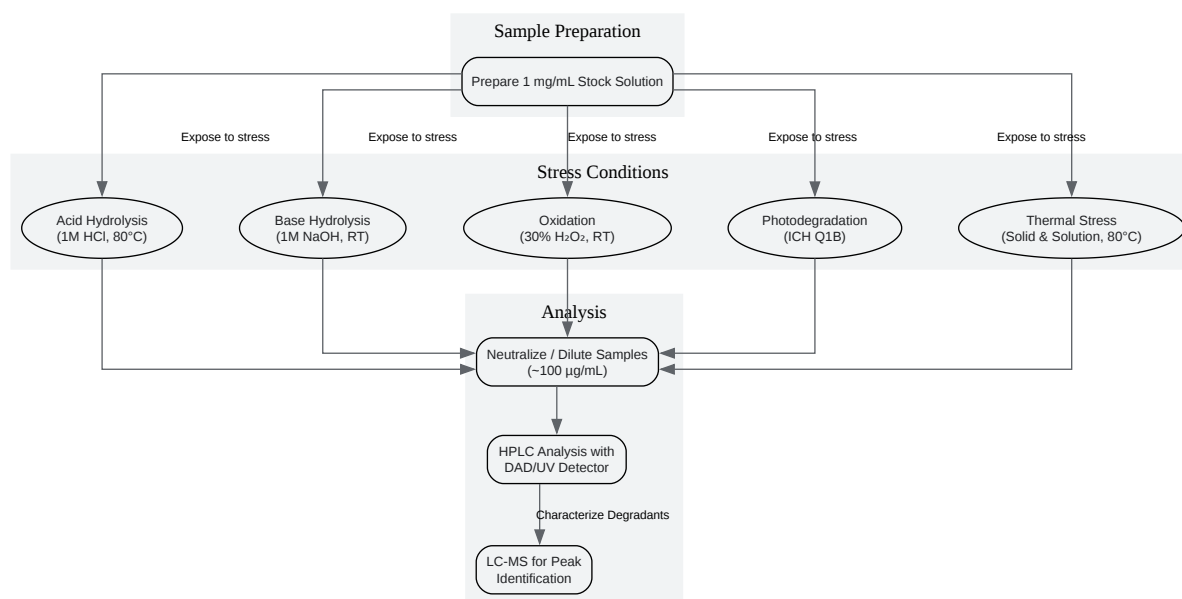 Sample Preparation
Prepare 1 mg/mL Stock Solution
Expose to stress
Expose to stress
Expose to stress
Expose to stress
Expose to stress
Stress Conditions
Acid Hydrolysis
(1M HCl, 80°C)
Base Hydrolysis
(1M NaOH, RT)
Oxidation
(30% H₂O₂, RT)
Photodegradation
(ICH Q1B)
Thermal Stress
(Solid & Solution, 80°C)
Analysis
Neutralize / Dilute Samples
(~100 µg/mL)
HPLC Analysis with
DAD/UV Detector
Characterize Degradants
LC-MS for Peak
Identification